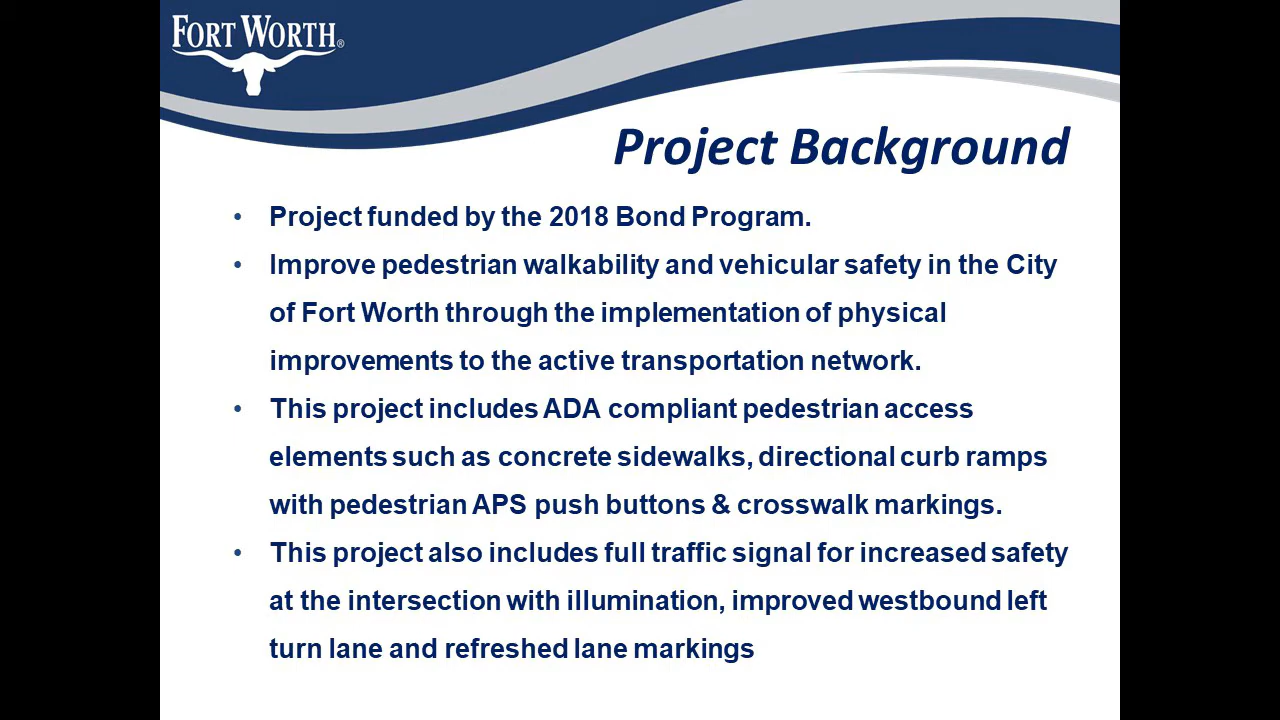 FORT WORTH®
Project Background
• Project funded by the 2018 Bond Program.
• Improve pedestrian walkability and vehicular safety in the City
of Fort Worth through the implementation of physical
improvements to the active transportation network.
• This project includes ADA compliant pedestrian access
elements such as concrete sidewalks, directional curb ramps
with pedestrian APS push buttons & crosswalk markings.
• This project also includes full traffic signal for increased safety
at the intersection with illumination, improved westbound left
turn lane and refreshed lane markings